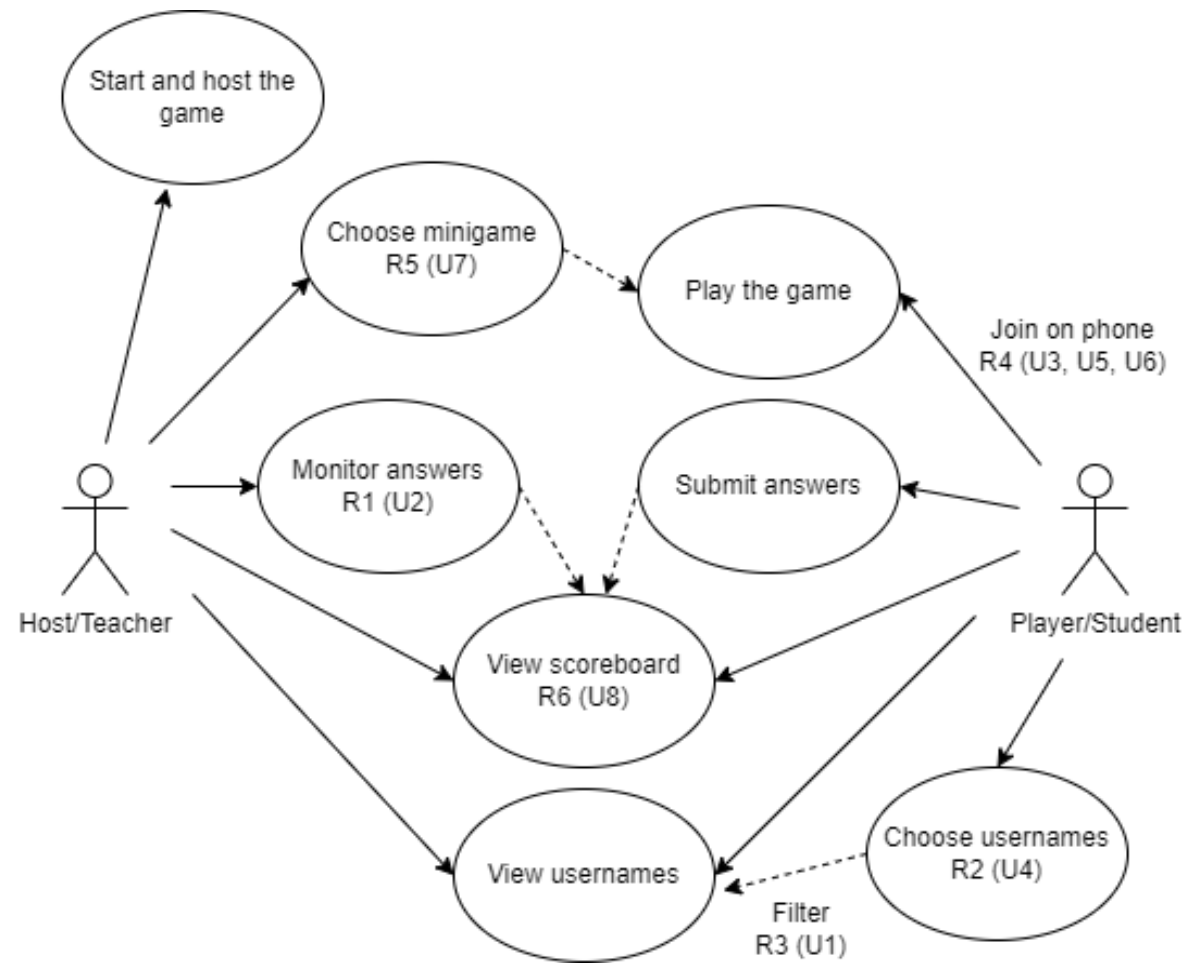 Start and host the
game
Choose minigame
R5 (U7)
Play the game
Join on phone
R4 (U3, U5, U6)
Monitor answers
R1 (U2)
Submit answers
Host/Teacher
Player/Student
View scoreboard
R6 (U8)
View usernames
Choose usernames
R2 (U4)
Filter
R3 (U1)